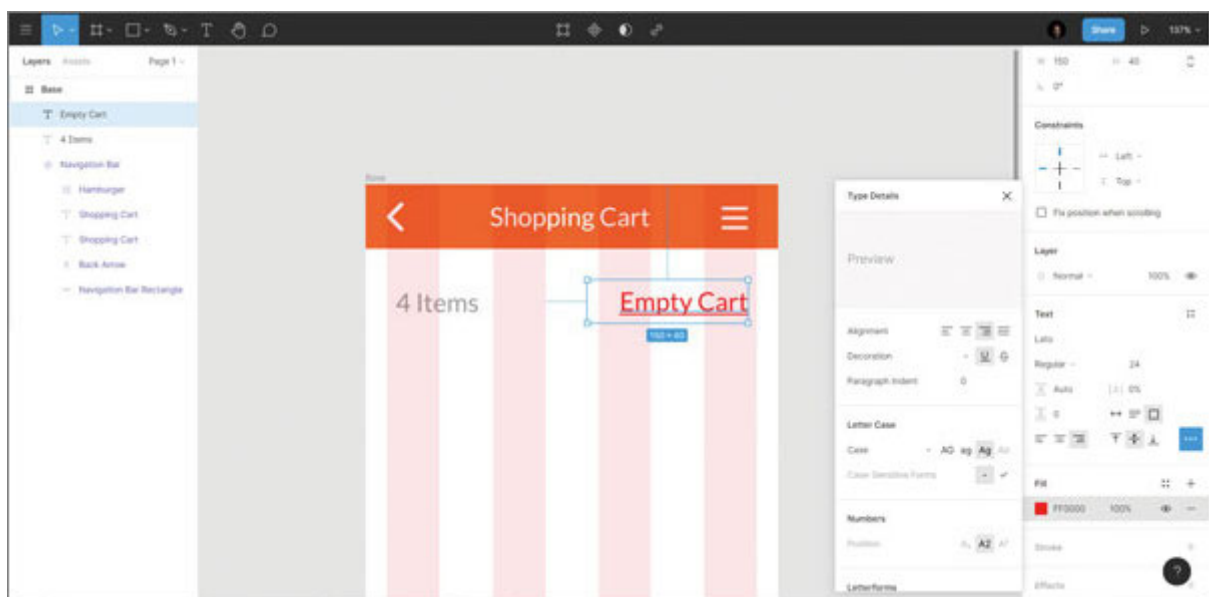 Share
137%
Layers Assets Page 1
Base
Empty Cart
4 Items
Navigation Bar
Hamburger
Shopping Cart
Shopping Cart
Back Arrow
Navigation Bar Rectangle
Base
Shopping Cart
4 Items
Empty Cart
150 × 40
Type Details
Preview
Alignment
Decoration
Paragraph Indent 0
Letter Case
Case AG ag Ag
Case Sensitive Forms
Numbers
Position A2
Letterforms
W 150 H 40
0°
Constraints
Left
Top
Fix position when scrolling
Layer
Normal 100%
Text
Lato
Regular 24
Auto 0%
0
Fill
FF0000 100%
Stroke
Effects
?